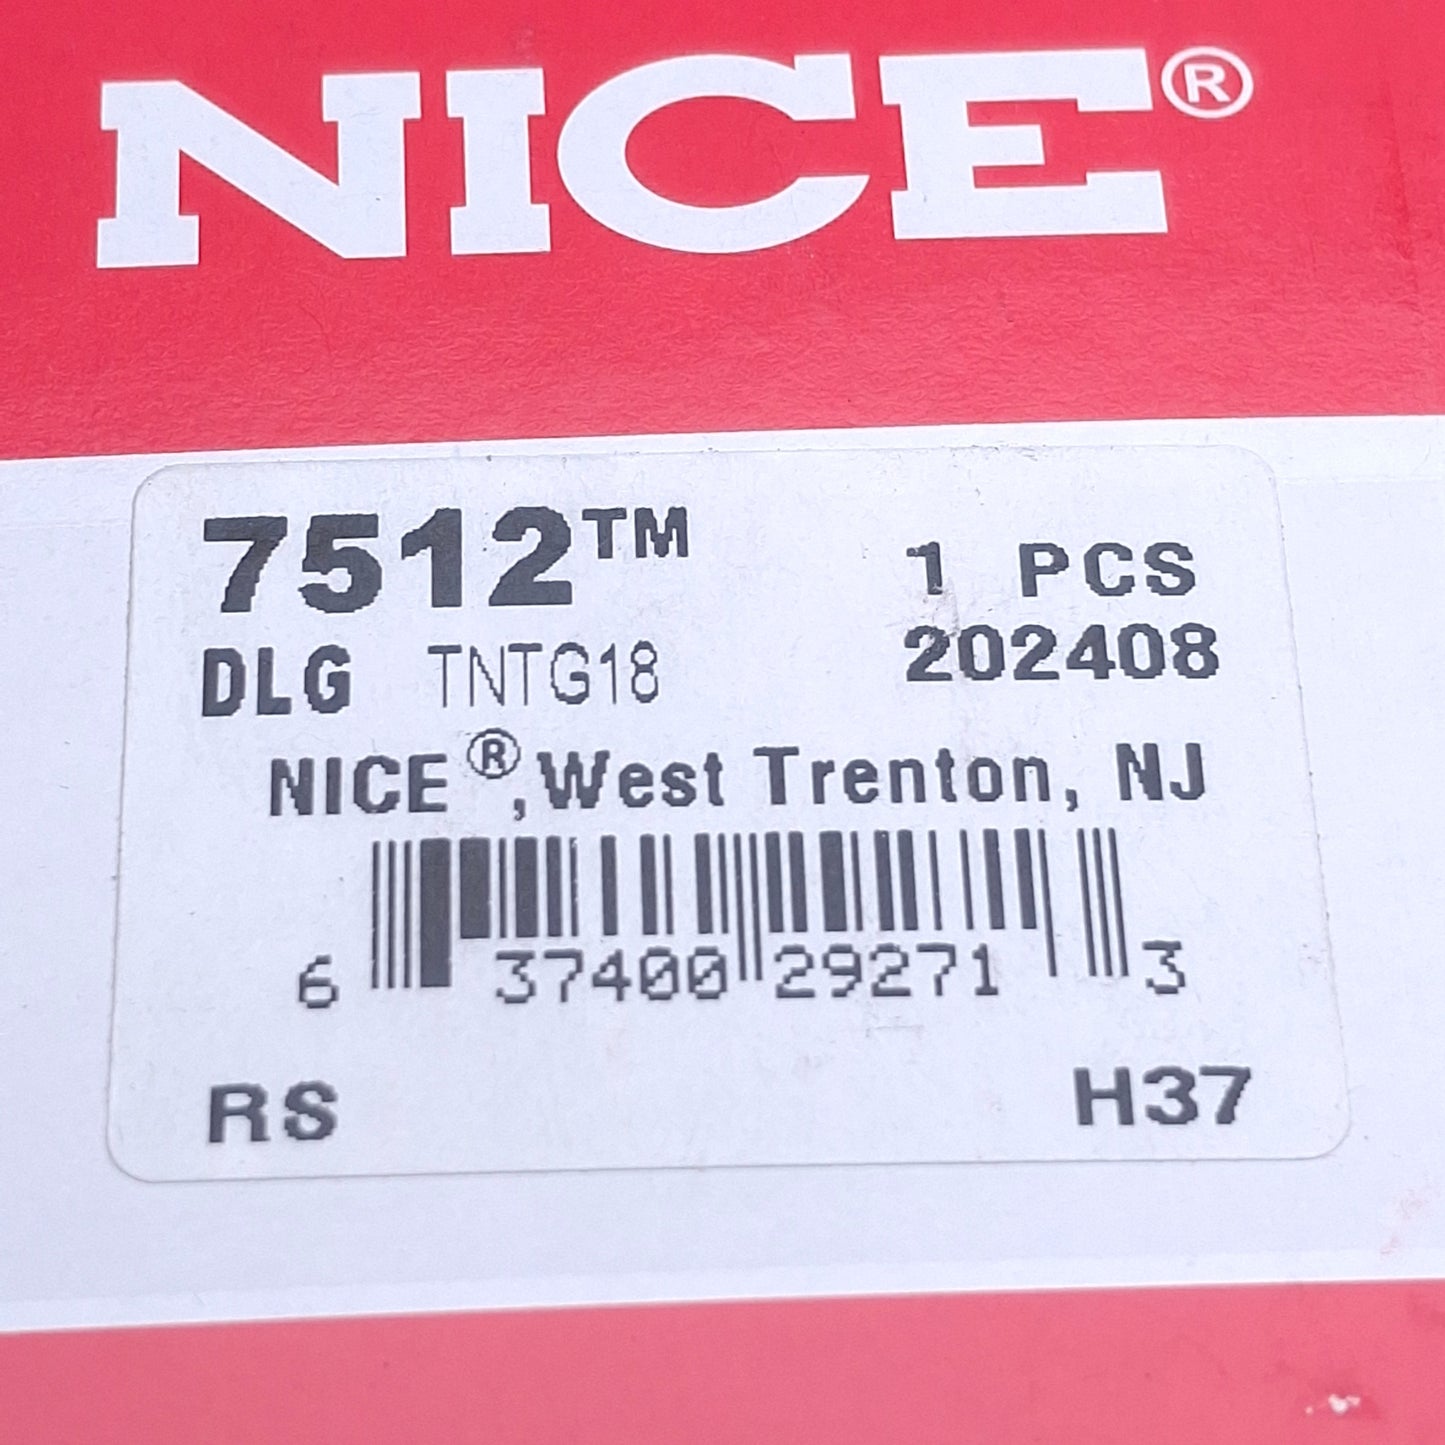 NICE®
7512™ 1 PCS
DLG TNTG18 202408
NICE®, West Trenton, NJ
6 37400 29271 3
RS H37